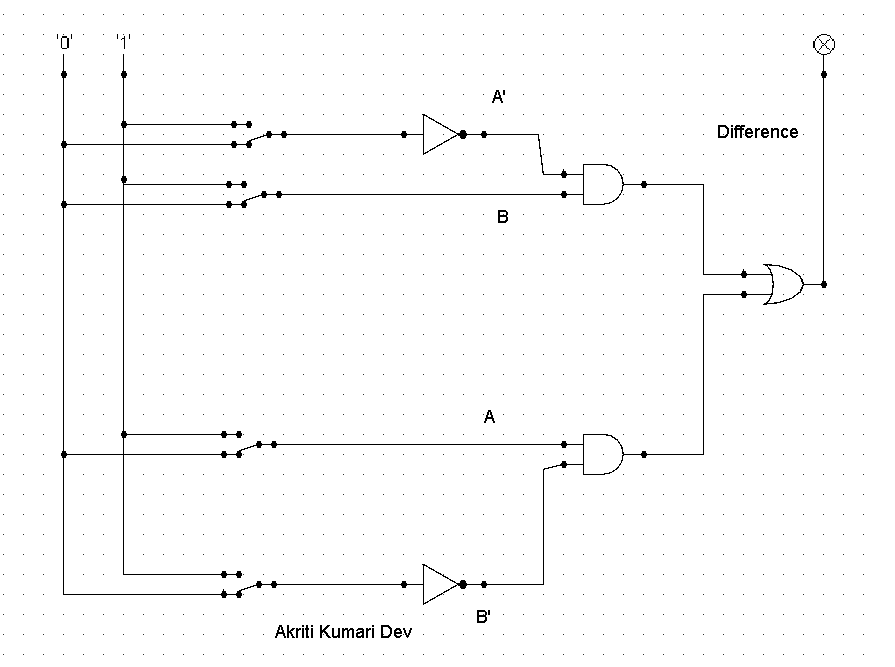 '0' '1'
A'
Difference
B
A
B'
Akriti Kumari Dev